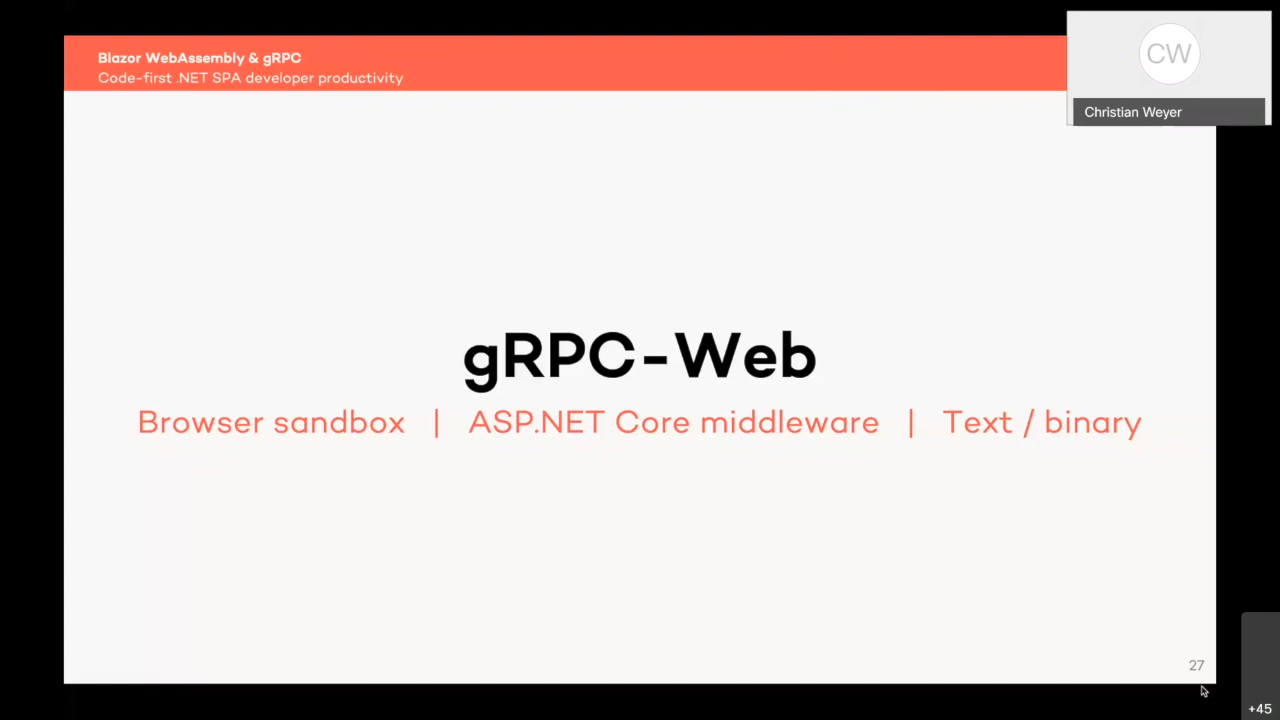 Blazor WebAssembly & gRPC
Code-first .NET SPA developer productivity
CW
Christian Weyer
gRPC-Web
Browser sandbox | ASP.NET Core middleware | Text / binary
27
+45